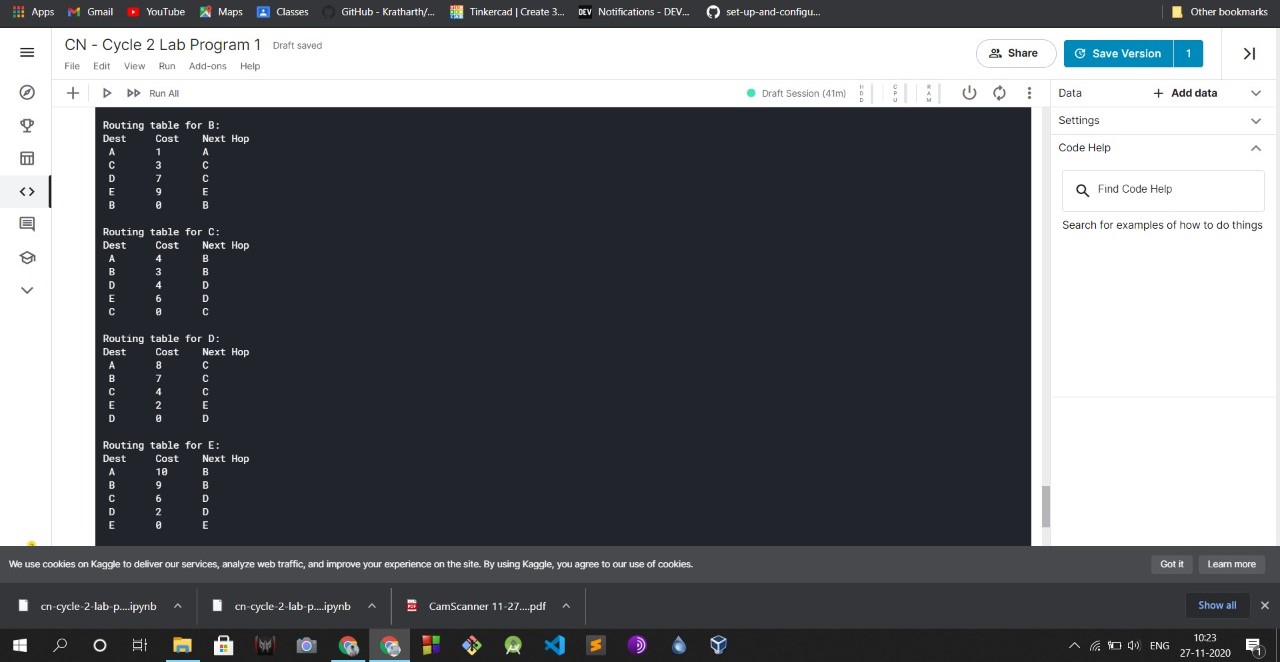 Apps Gmail YouTube Maps Classes GitHub - Kratharth/... Tinkercad | Create 3... DEV Notifications - DEV... set-up-and-configu... Other bookmarks
CN - Cycle 2 Lab Program 1 Draft saved
File Edit View Run Add-ons Help
Share
Save Version 1
Run All
Draft Session (41m) HDD CPU RAM
Data
Add data
Settings
Code Help
Find Code Help
Search for examples of how to do things
Routing table for B:
Dest Cost Next Hop
A 1 A
C 3 C
D 7 C
E 9 E
B 0 B
Routing table for C:
Dest Cost Next Hop
A 4 B
B 3 B
D 4 D
E 6 D
C 0 C
Routing table for D:
Dest Cost Next Hop
A 8 C
B 7 C
C 4 C
E 2 E
D 0 D
Routing table for E:
Dest Cost Next Hop
A 10 B
B 9 B
C 6 D
D 2 D
E 0 E
We use cookies on Kaggle to deliver our services, analyze web traffic, and improve your experience on the site. By using Kaggle, you agree to our use of cookies.
Got it Learn more
cn-cycle-2-lab-p....ipynb cn-cycle-2-lab-p....ipynb CamScanner 11-27....pdf Show all
ENG
10:23
27-11-2020
1